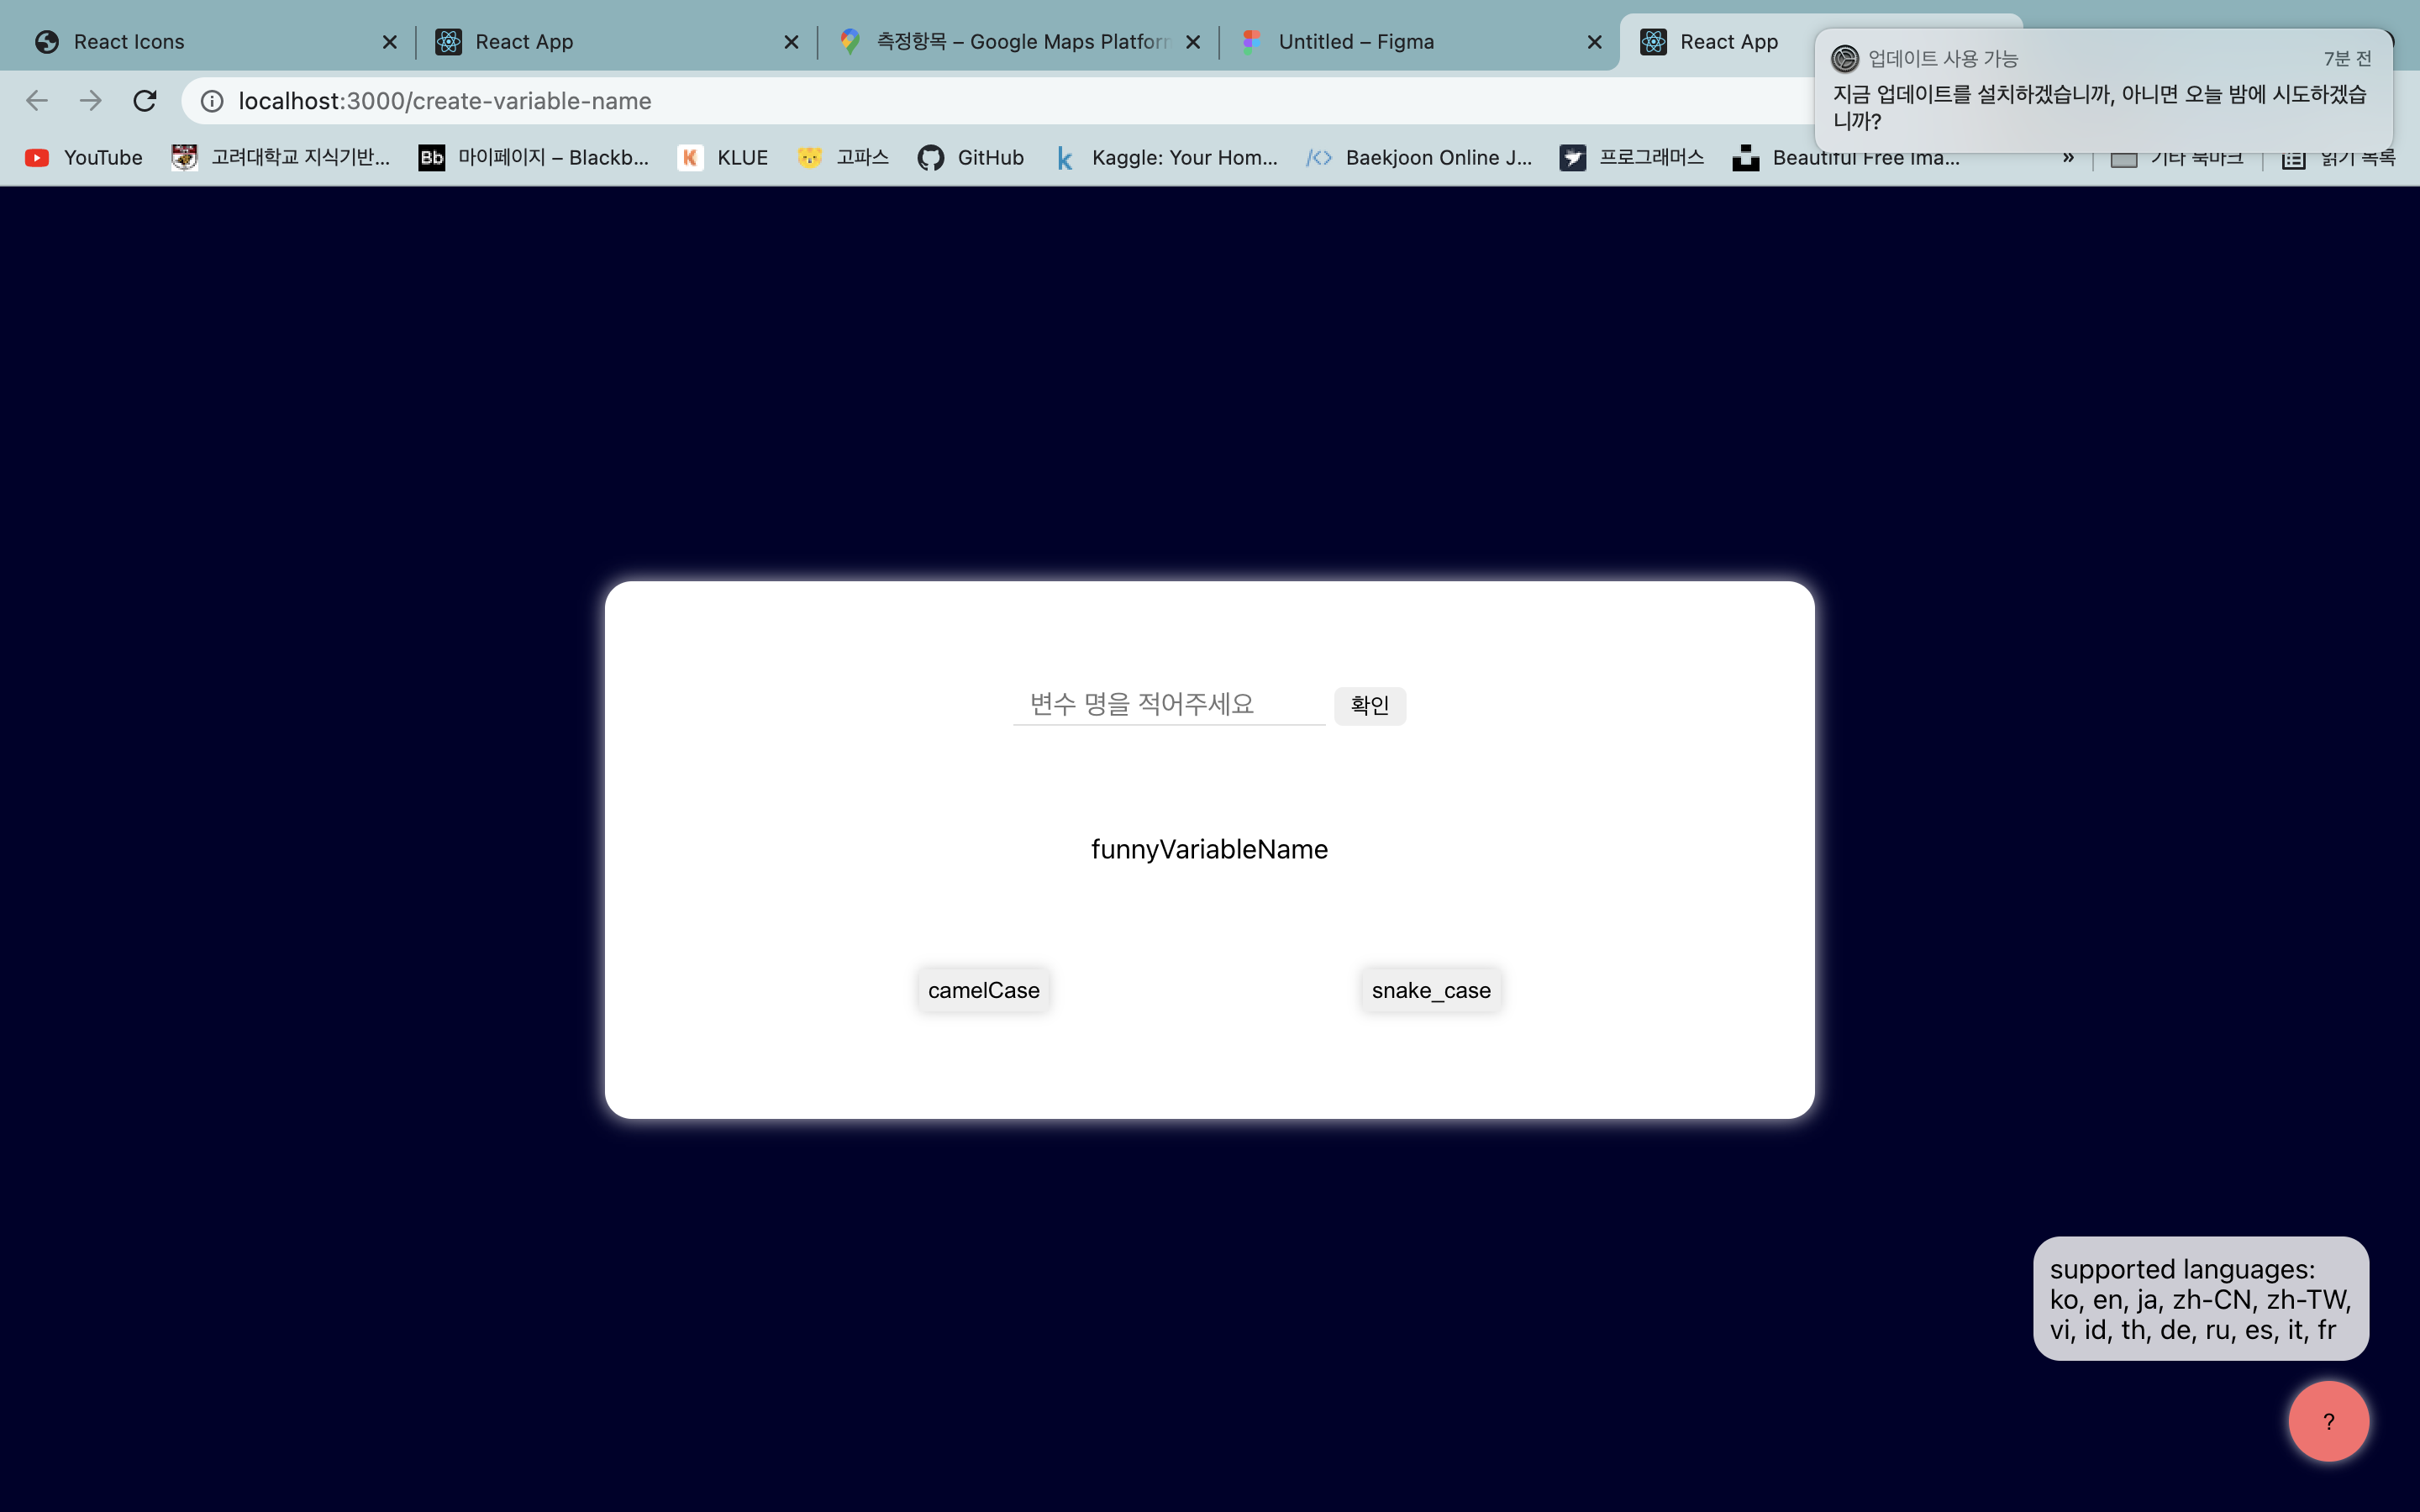 React Icons
React App
측정항목 – Google Maps Platform
Untitled – Figma
React App
업데이트 사용 가능
7분 전
지금 업데이트를 설치하겠습니까, 아니면 오늘 밤에 시도하겠습
니까?
localhost:3000/create-variable-name
YouTube
고려대학교 지식기반...
Bb
마이페이지 – Blackb...
KLUE
고파스
GitHub
Kaggle: Your Hom...
Baekjoon Online J...
프로그래머스
Beautiful Free Ima...
»
기타 북마크
읽기 목록
변수 명을 적어주세요
확인
funnyVariableName
camelCase
snake_case
supported languages:
ko, en, ja, zh-CN, zh-TW,
vi, id, th, de, ru, es, it, fr
?